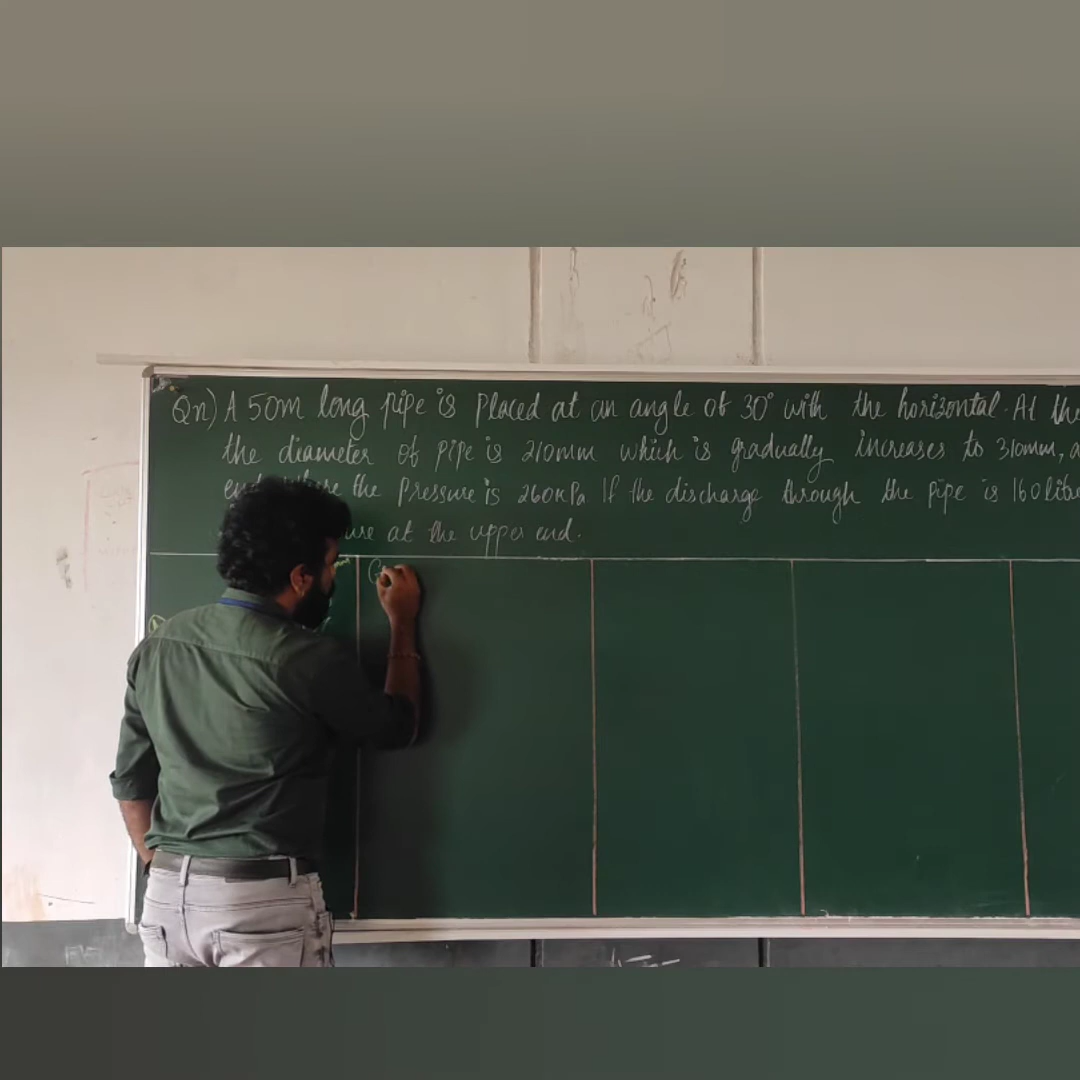 Qn) A 50m long pipe is placed at an angle of 30° with the horizontal. At the
the diameter of pipe is 210mm which is gradually increases to 310mm, a
the Pressure is 260KPa If the discharge through the pipe is 160 litre
ure at the upper end.
G